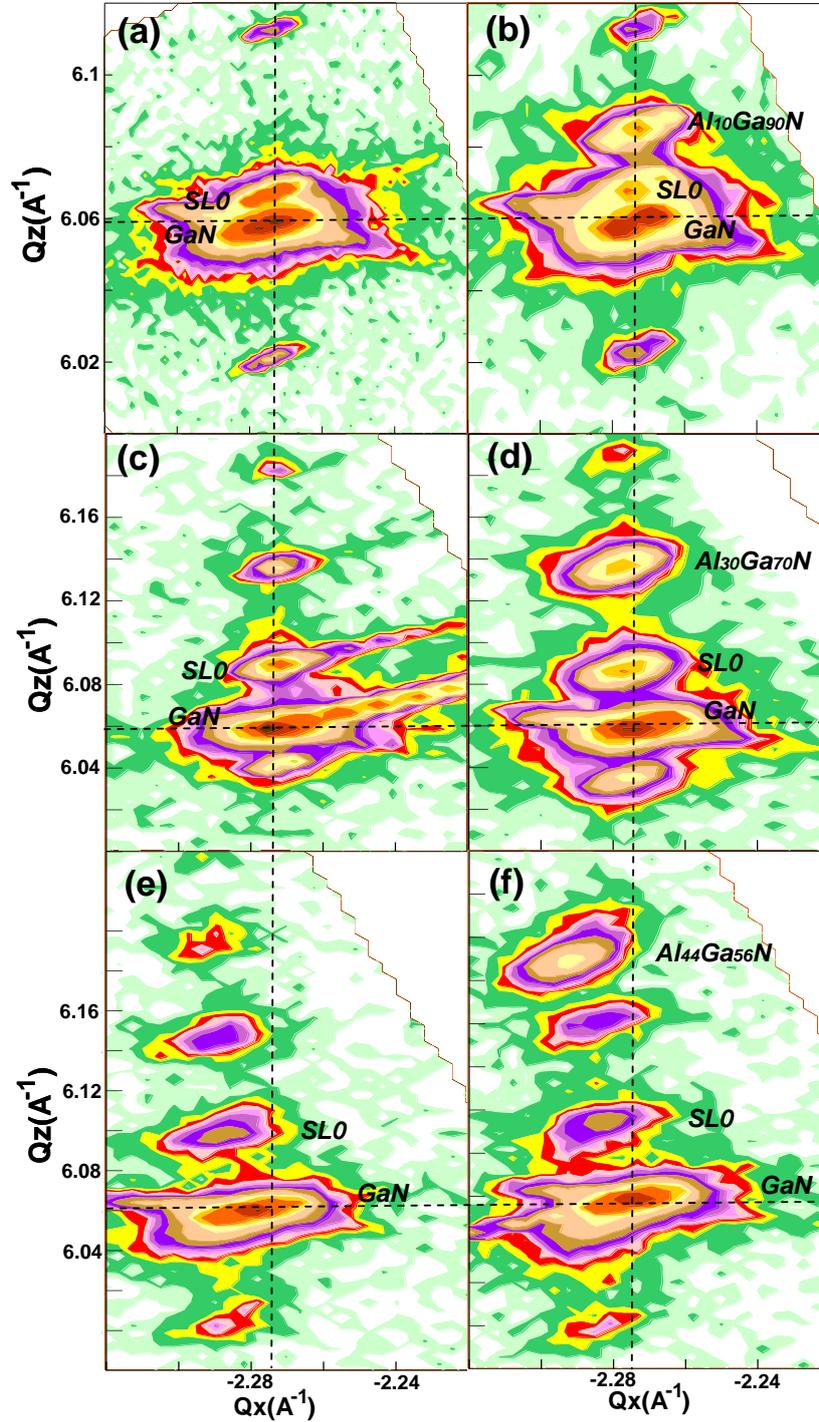 (a)
(b)
6.1
Al10Ga90N
SL0
SL0
6.06
GaN
GaN
Qz(A-1)
6.02
(c)
(d)
6.16
Al30Ga70N
6.12
SL0
SL0
6.08
GaN
GaN
Qz(A-1)
6.04
(e)
(f)
Al44Ga56N
6.16
6.12
SL0
SL0
Qz(A-1)
6.08
GaN
GaN
6.04
-2.28
-2.24
-2.28
-2.24
Qx(A-1)
Qx(A-1)